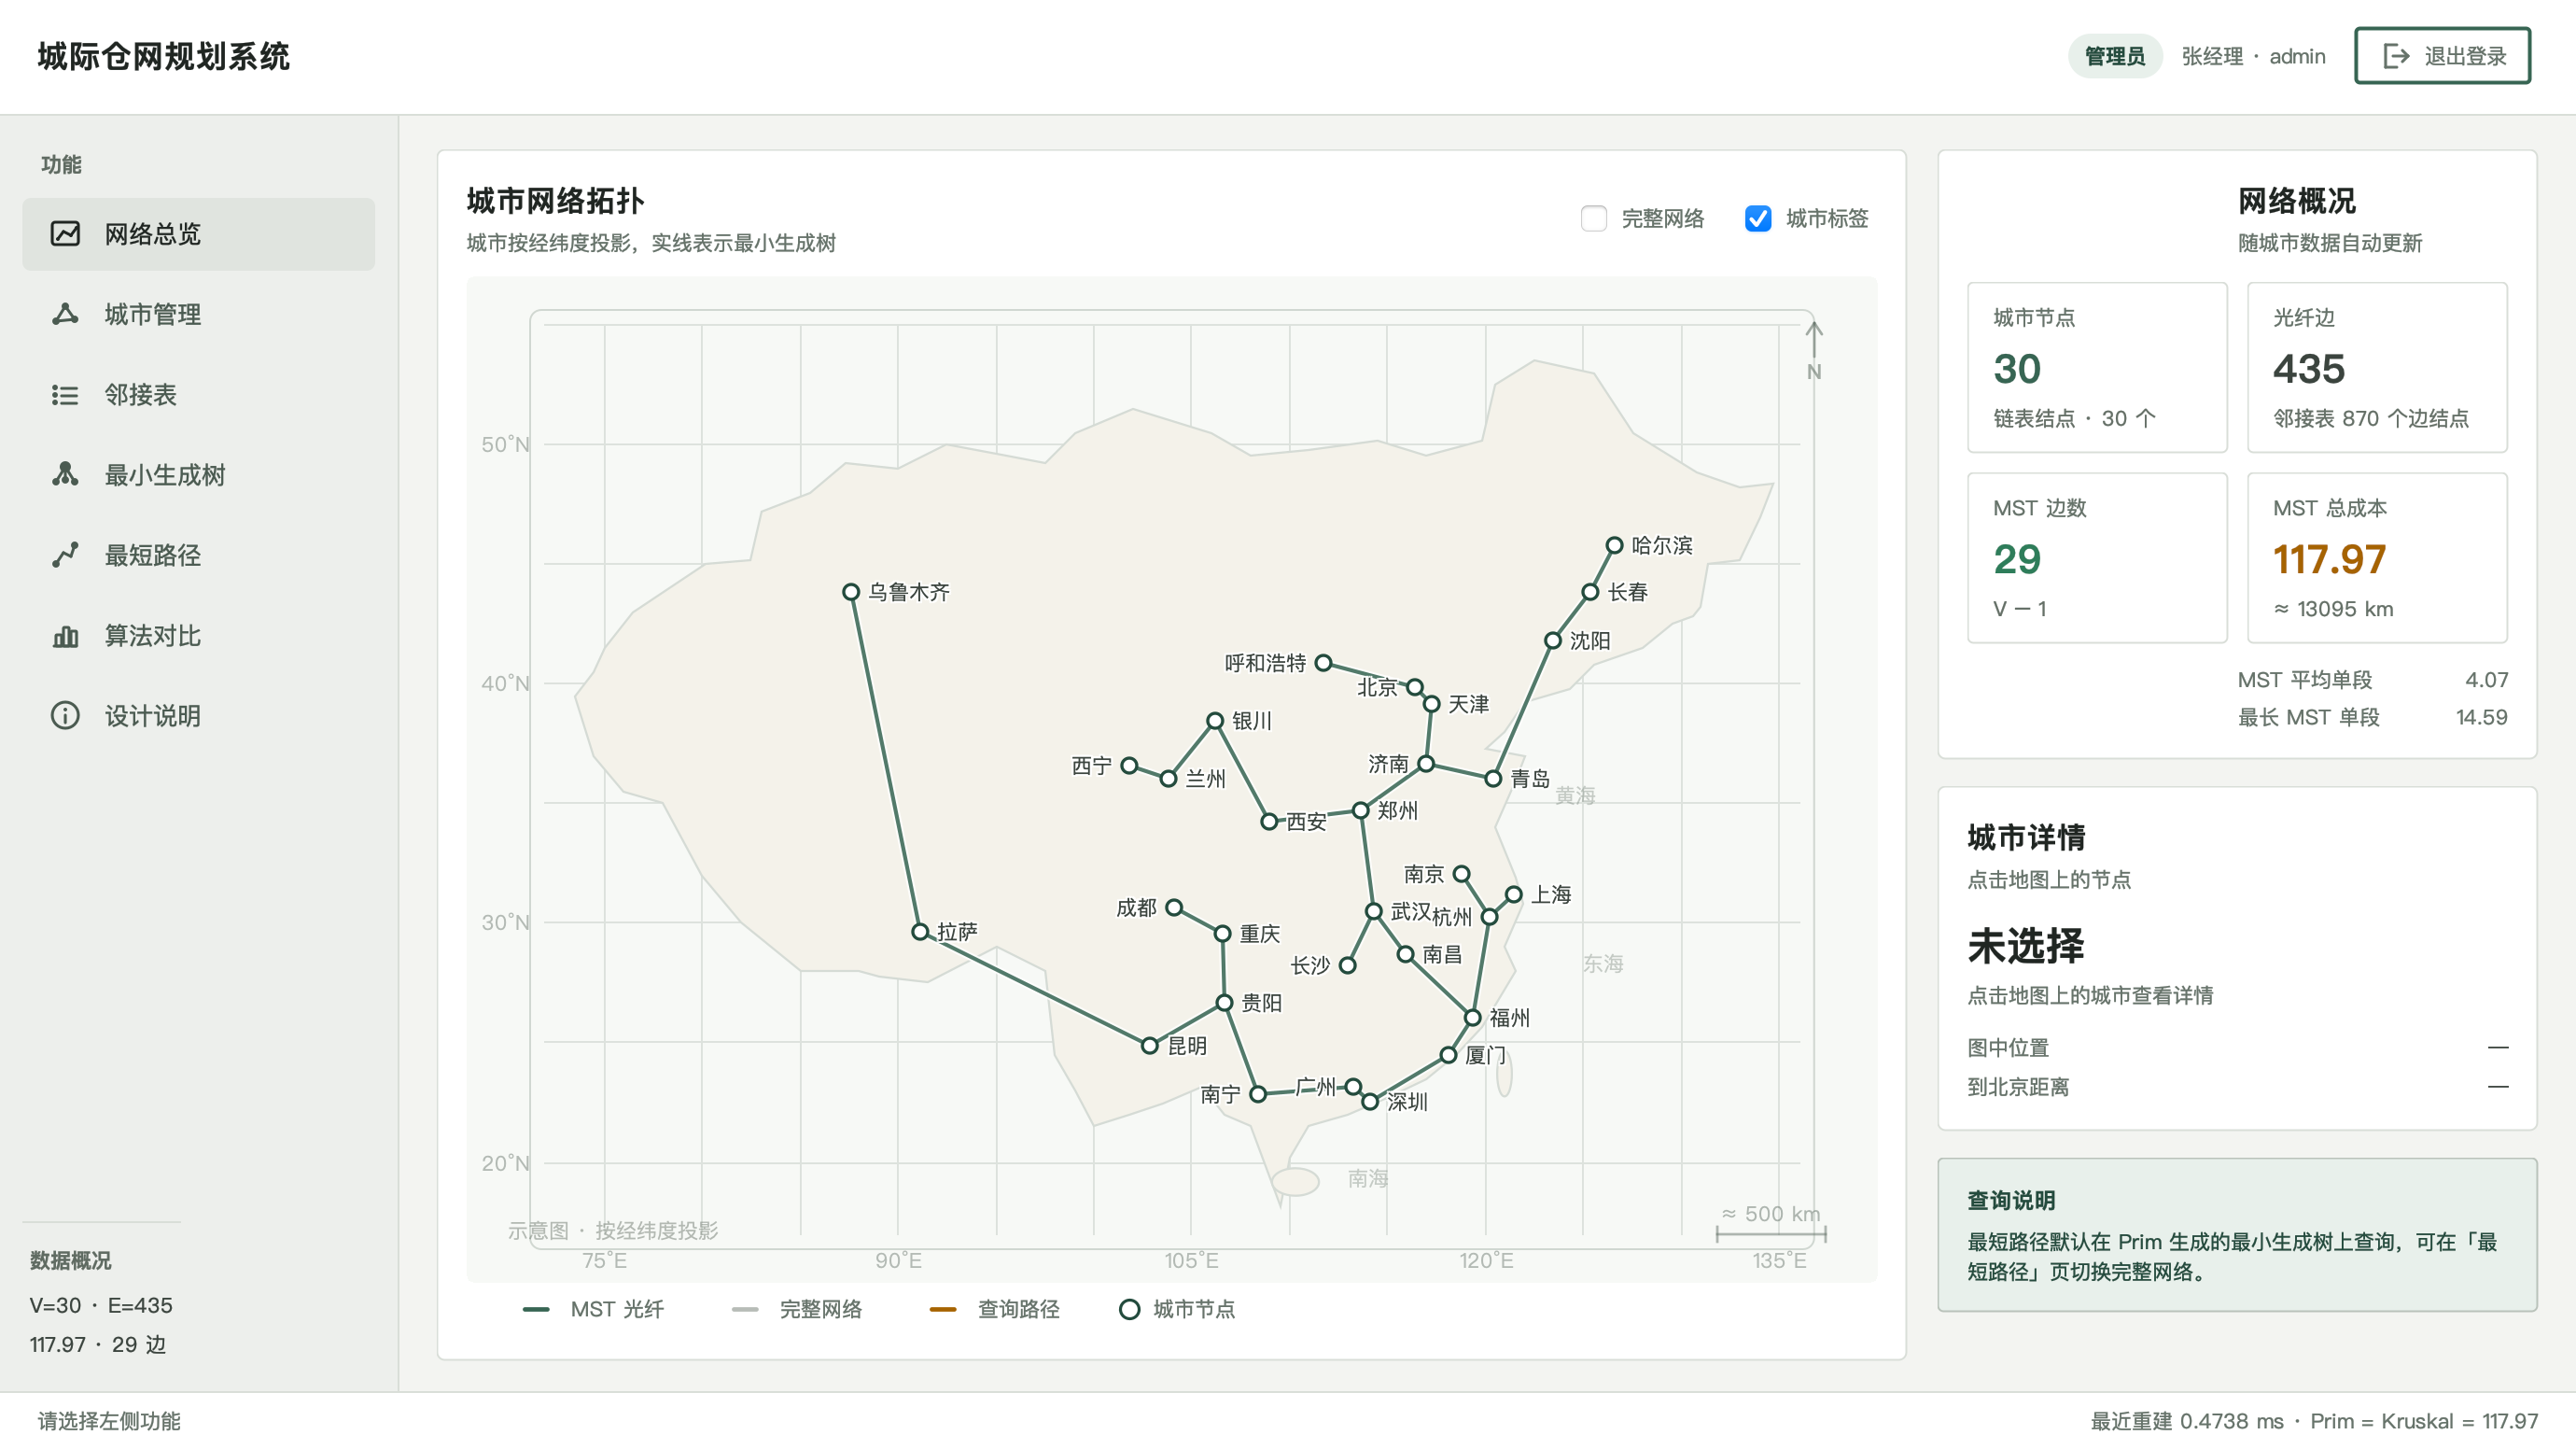 城际仓网规划系统
管理员
张经理 · admin
退出登录
功能
网络总览
城市管理
邻接表
最小生成树
最短路径
算法对比
设计说明
数据概况
V=30 · E=435
117.97 · 29 边
城市网络拓扑
城市按经纬度投影，实线表示最小生成树
完整网络
城市标签
N
50°N
40°N
30°N
20°N
哈尔滨
乌鲁木齐
长春
沈阳
呼和浩特
北京
天津
银川
西宁
兰州
济南
青岛
黄海
郑州
西安
南京
上海
成都
武汉
杭州
拉萨
重庆
南昌
长沙
东海
贵阳
福州
昆明
厦门
南宁
广州
深圳
南海
≈ 500 km
示意图 · 按经纬度投影
75°E
90°E
105°E
120°E
135°E
MST 光纤
完整网络
查询路径
城市节点
网络概况
随城市数据自动更新
城市节点
30
链表结点 · 30 个
光纤边
435
邻接表 870 个边结点
MST 边数
29
V — 1
MST 总成本
117.97
≈ 13095 km
MST 平均单段 4.07
最长 MST 单段 14.59
城市详情
点击地图上的节点
未选择
点击地图上的城市查看详情
图中位置 —
到北京距离 —
查询说明
最短路径默认在 Prim 生成的最小生成树上查询，可在「最
短路径」页切换完整网络。
请选择左侧功能
最近重建 0.4738 ms · Prim = Kruskal = 117.97